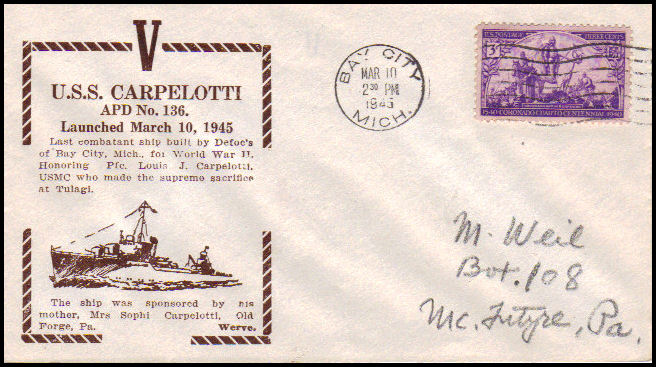 V
U.S.S. CARPELOTTI
APD No. 136.
Launched March 10, 1945
Last combatant ship built by Defoe's
of Bay City, Mich., for World War II,
Honoring Pfc. Louis J. Carpelotti,
USMC who made the supreme sacrifice
at Tulagi.
The ship was sponsored by his
mother, Mrs Sophi Carpelotti, Old
Forge, Pa. Werve.
BAY CITY
MAR 10
2 30 PM
1945
MICH.
U.S. POSTAGE THREE CENTS
3¢
1540 · CORONADO CUARTO CENTENNIAL · 1940
M. Weil
Box 108
Mc. Intyre, Pa.